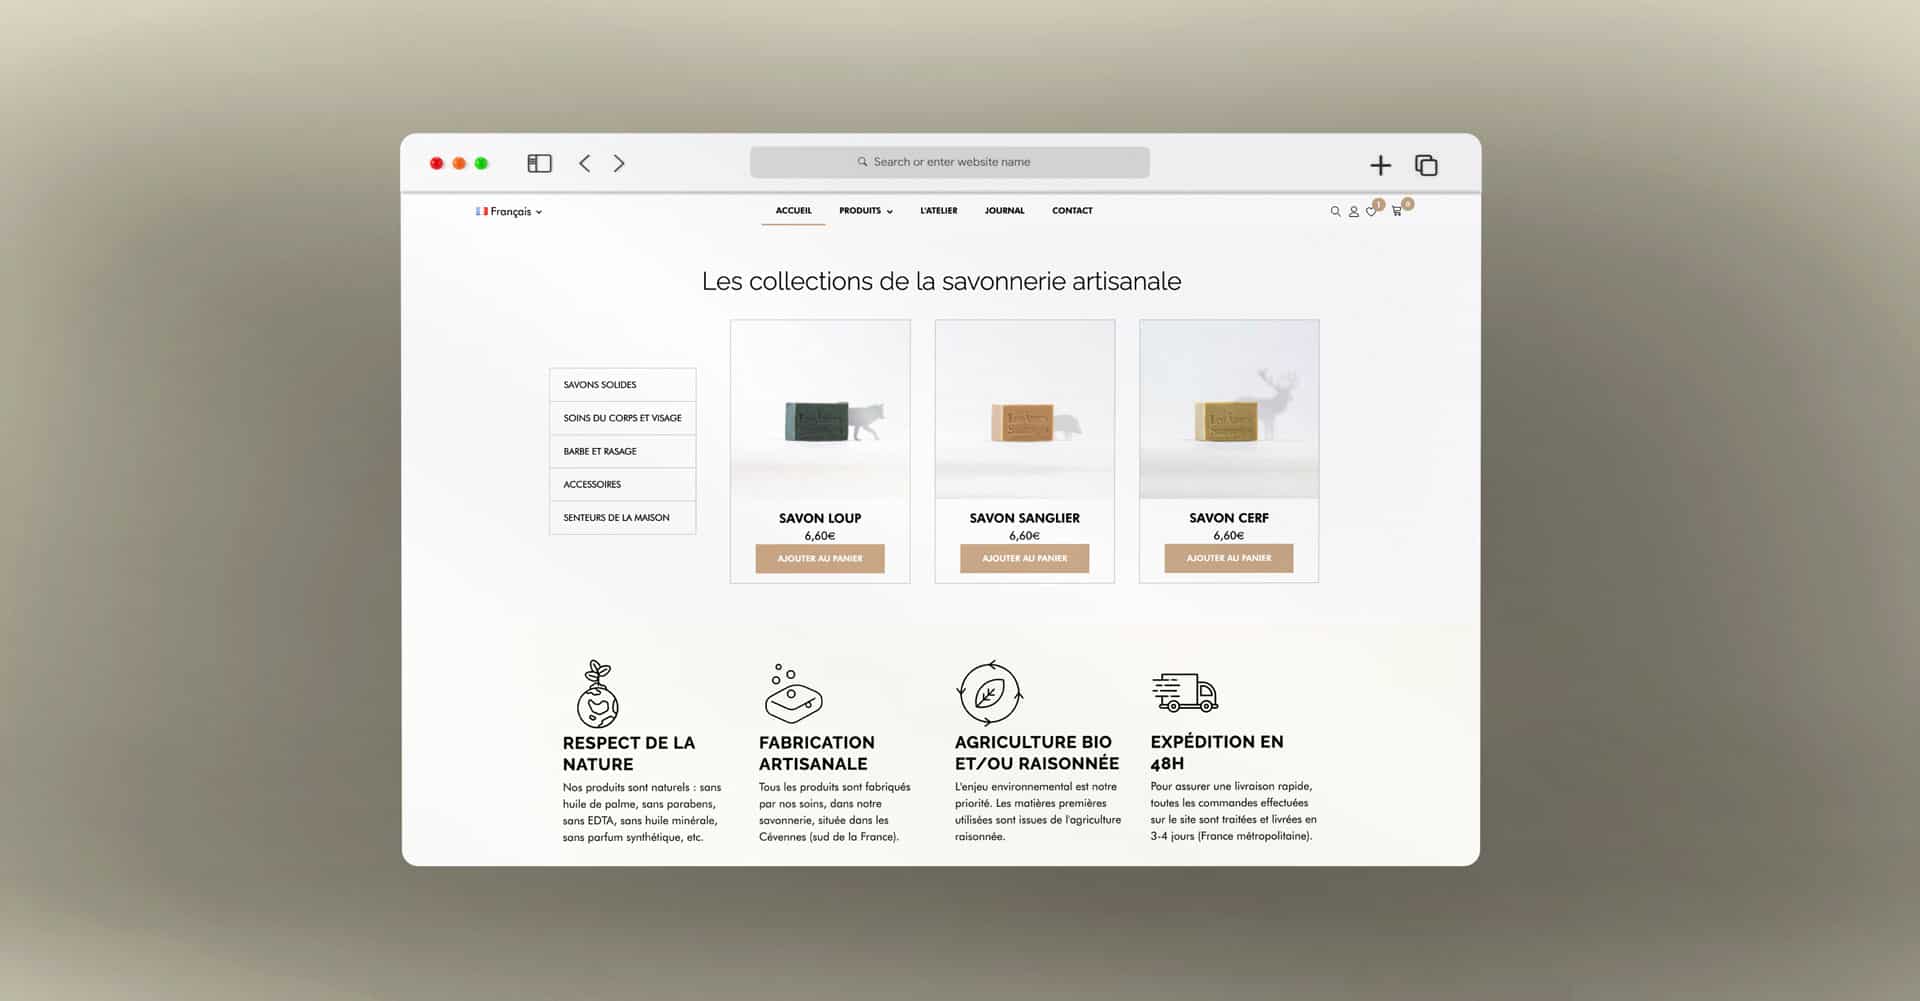 Search or enter website name
Français
ACCUEIL
PRODUITS
L'ATELIER
JOURNAL
CONTACT
1
0
Les collections de la savonnerie artisanale
SAVONS SOLIDES
SOINS DU CORPS ET VISAGE
BARBE ET RASAGE
ACCESSOIRES
SENTEURS DE LA MAISON
SAVON LOUP
6,60€
AJOUTER AU PANIER
SAVON SANGLIER
6,60€
AJOUTER AU PANIER
SAVON CERF
6,60€
AJOUTER AU PANIER
RESPECT DE LA
NATURE
Nos produits sont naturels : sans
huile de palme, sans parabens,
sans EDTA, sans huile minérale,
sans parfum synthétique, etc.
FABRICATION
ARTISANALE
Tous les produits sont fabriqués
par nos soins, dans notre
savonnerie, située dans les
Cévennes (sud de la France).
AGRICULTURE BIO
ET/OU RAISONNÉE
L'enjeu environnemental est notre
priorité. Les matières premières
utilisées sont issues de l'agriculture
raisonnée.
EXPÉDITION EN
48H
Pour assurer une livraison rapide,
toutes les commandes effectuées
sur le site sont traitées et livrées en
3-4 jours (France métropolitaine).